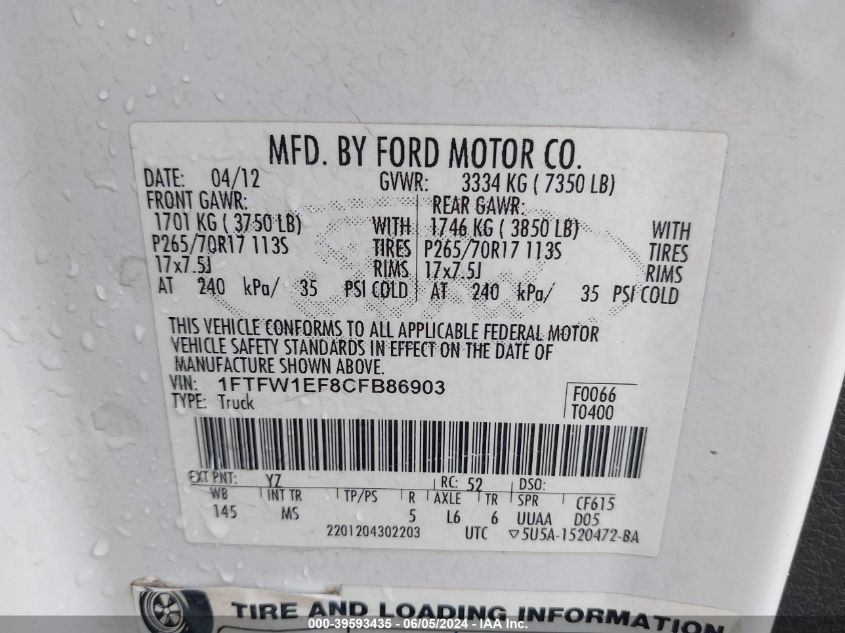 MFD. BY FORD MOTOR CO.
DATE: 04/12 GVWR: 3334 KG ( 7350 LB)
FRONT GAWR: REAR GAWR:
1701 KG ( 3750 LB) WITH 1746 KG ( 3850 LB) WITH
P265/70R17 113S TIRES P265/70R17 113S TIRES
17x7.5J RIMS 17x7.5J RIMS
AT 240 kPa/ 35 PSI COLD AT 240 kPa/ 35 PSI COLD
THIS VEHICLE CONFORMS TO ALL APPLICABLE FEDERAL MOTOR
VEHICLE SAFETY STANDARDS IN EFFECT ON THE DATE OF
MANUFACTURE SHOWN ABOVE.
VIN: 1FTFW1EF8CFB86903 F0066
TYPE: Truck T0400
EXT PNT: YZ RC: 52 DSO:
WB INT TR TP/PS R AXLE TR SPR CF615
145 MS 5 L6 6 UUAA D05
2201204302203 UTC ▽5U5A-1520472-BA
TIRE AND LOADING INFORMATION
000-39593435 - 06/05/2024 - IAA Inc.